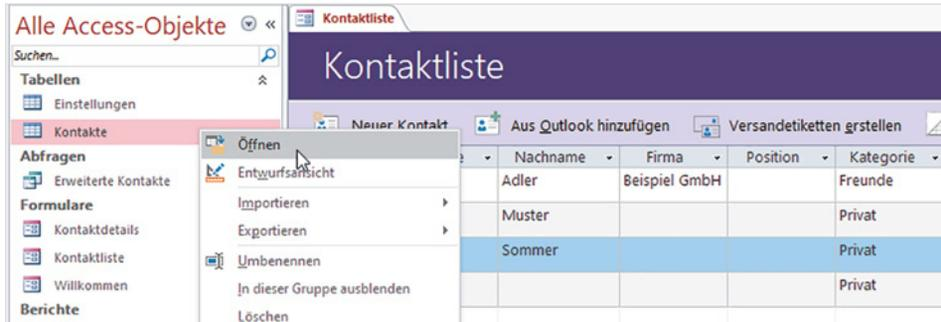 Alle Access-Objekte
Suchen...
Tabellen
Einstellungen
Kontakte
Abfragen
Erweiterte Kontakte
Formulare
Kontaktdetails
Kontaktliste
Willkommen
Berichte
Öffnen
Entwurfsansicht
Importieren
Exportieren
Umbenennen
In dieser Gruppe ausblenden
Löschen
Kontaktliste
Kontaktliste
Neuer Kontakt Aus Outlook hinzufügen Versandetiketten erstellen
Nachname Firma Position Kategorie
Adler Beispiel GmbH Freunde
Muster Privat
Sommer Privat
Privat